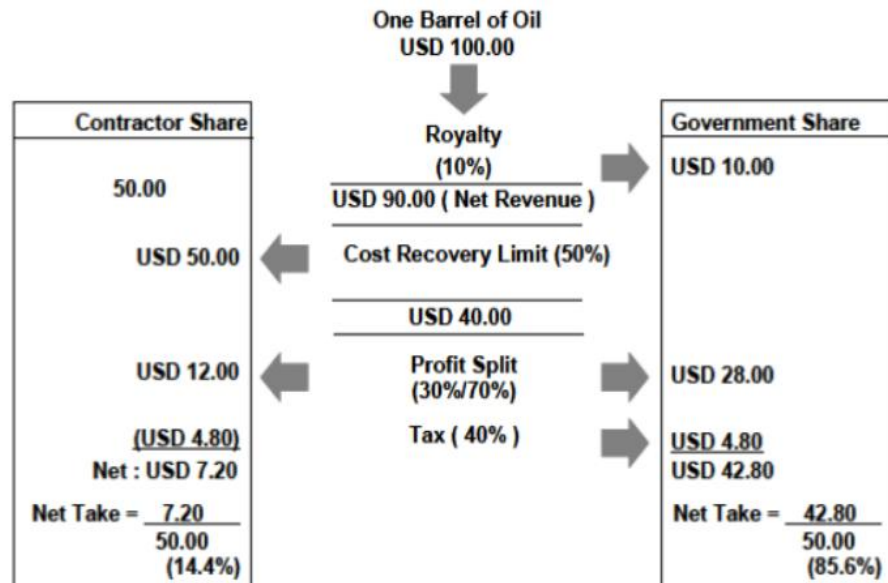 One Barrel of Oil
USD 100.00
Contractor Share
50.00
USD 50.00
USD 12.00
(USD 4.80)
Net : USD 7.20
Net Take = 7.20
50.00
(14.4%)
Royalty
(10%)
USD 90.00 ( Net Revenue )
Cost Recovery Limit (50%)
USD 40.00
Profit Split
(30%/70%)
Tax ( 40% )
Government Share
USD 10.00
USD 28.00
USD 4.80
USD 42.80
Net Take = 42.80
50.00
(85.6%)